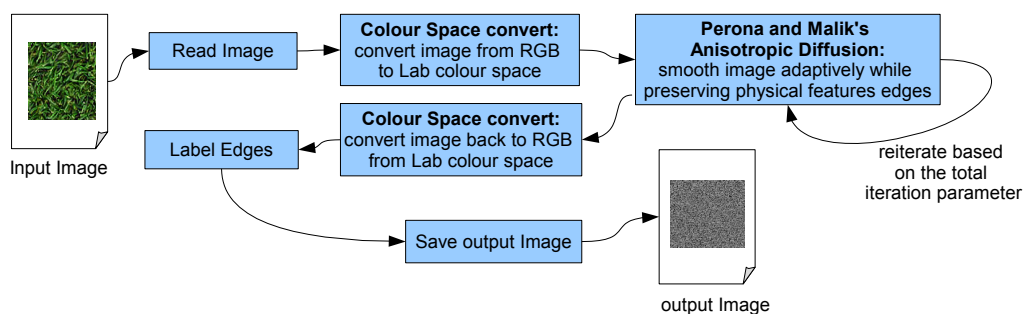 Input Image
Read Image
Colour Space convert:
convert image from RGB
to Lab colour space
Perona and Malik's
Anisotropic Diffusion:
smooth image adaptively while
preserving physical features edges
reiterate based
on the total
iteration parameter
Colour Space convert:
convert image back to RGB
from Lab colour space
Label Edges
Save output Image
output Image